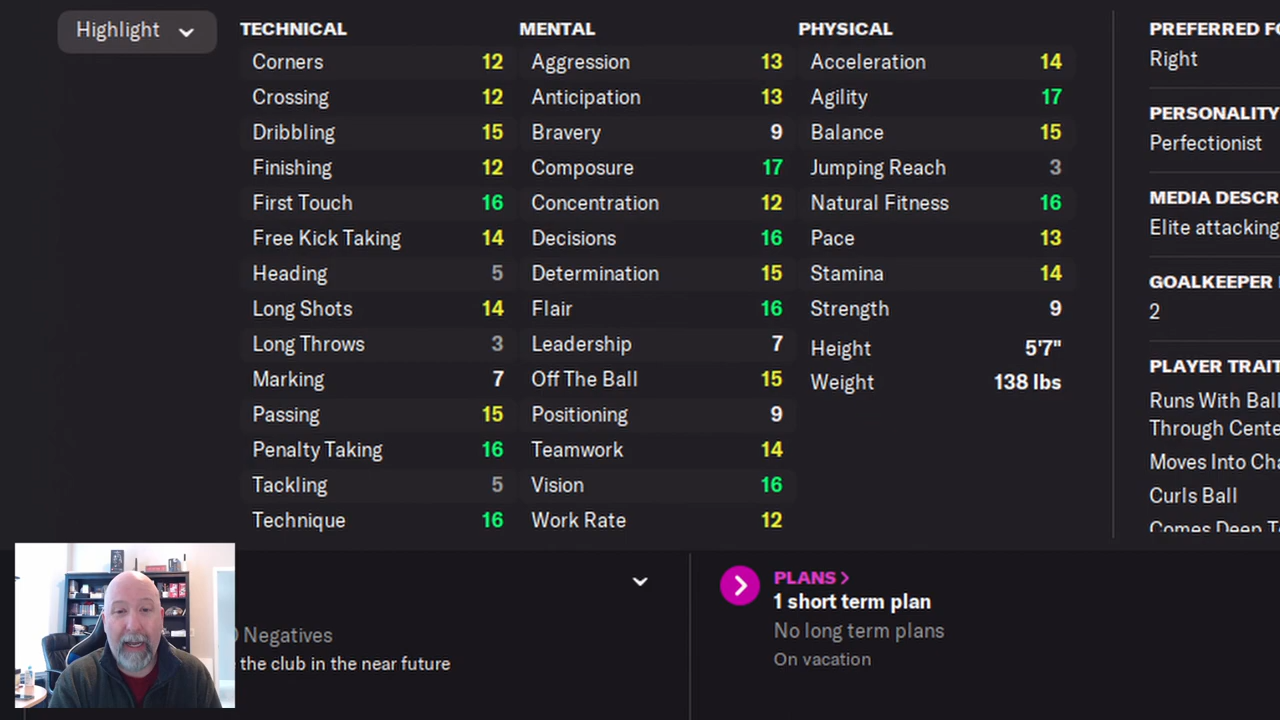 Highlight
TECHNICAL
Corners 12
Crossing 12
Dribbling 15
Finishing 12
First Touch 16
Free Kick Taking 14
Heading 5
Long Shots 14
Long Throws 3
Marking 7
Passing 15
Penalty Taking 16
Tackling 5
Technique 16
MENTAL
Aggression 13
Anticipation 13
Bravery 9
Composure 17
Concentration 12
Decisions 16
Determination 15
Flair 16
Leadership 7
Off The Ball 15
Positioning 9
Teamwork 14
Vision 16
Work Rate 12
PHYSICAL
Acceleration 14
Agility 17
Balance 15
Jumping Reach 3
Natural Fitness 16
Pace 13
Stamina 14
Strength 9
Height 5'7"
Weight 138 lbs
PREFERRED FO
Right
PERSONALITY
Perfectionist
MEDIA DESCR
Elite attacking
GOALKEEPER
2
PLAYER TRAIT
Runs With Ball
Through Cente
Moves Into Cha
Curls Ball
Comes Deep T
Negatives
the club in the near future
PLANS >
1 short term plan
No long term plans
On vacation